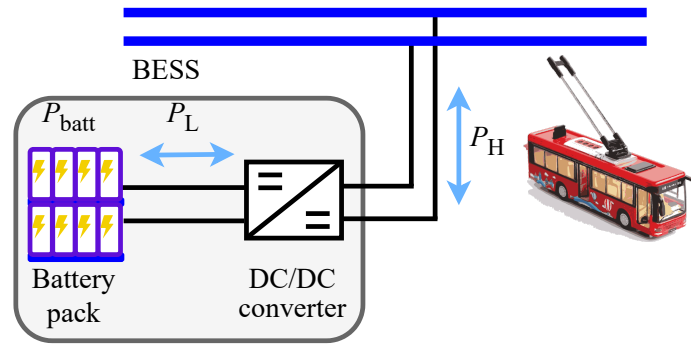 BESS
P_batt
P_L
P_H
Battery
pack
DC/DC
converter